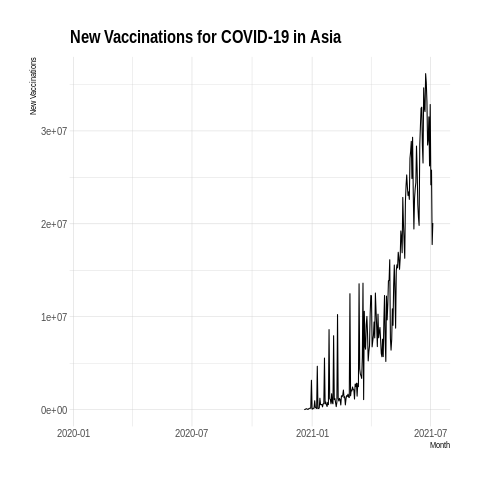 New Vaccinations for COVID-19 in Asia
New Vaccinations
3e+07
2e+07
1e+07
0e+00
2020-01 2020-07 2021-01 2021-07
Month